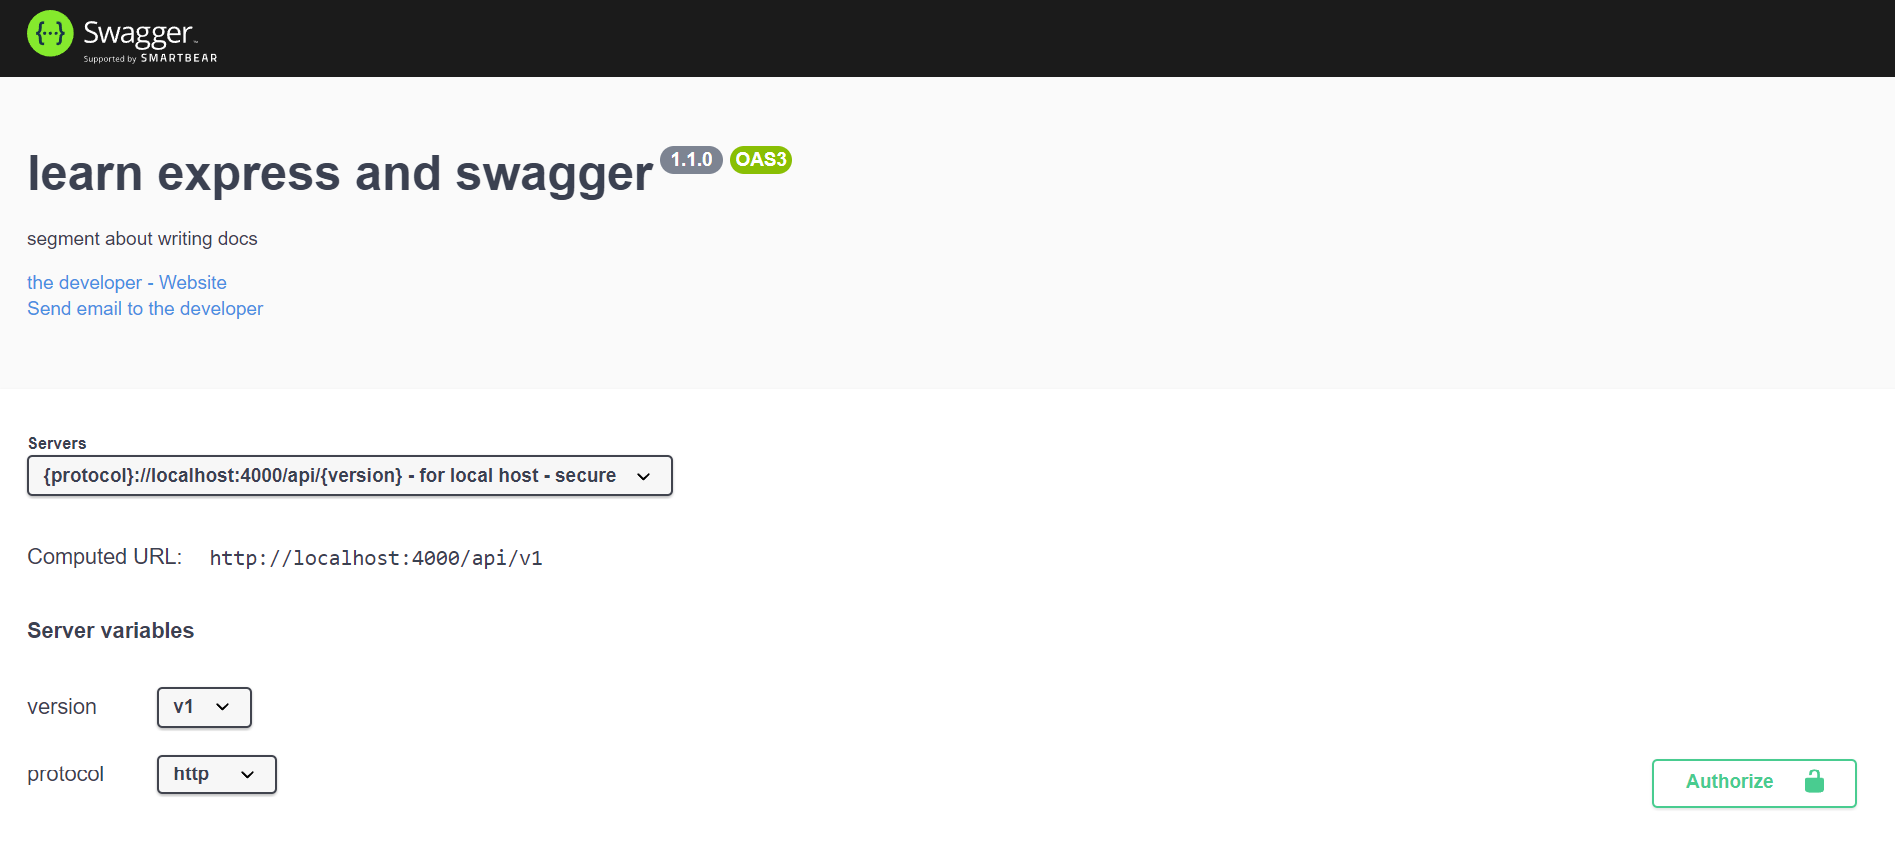 {···} Swagger™
Supported by SMARTBEAR
learn express and swagger 1.1.0 OAS3
segment about writing docs
the developer - Website
Send email to the developer
Servers
{protocol}://localhost:4000/api/{version} - for local host - secure
Computed URL: http://localhost:4000/api/v1
Server variables
version v1
protocol http
Authorize